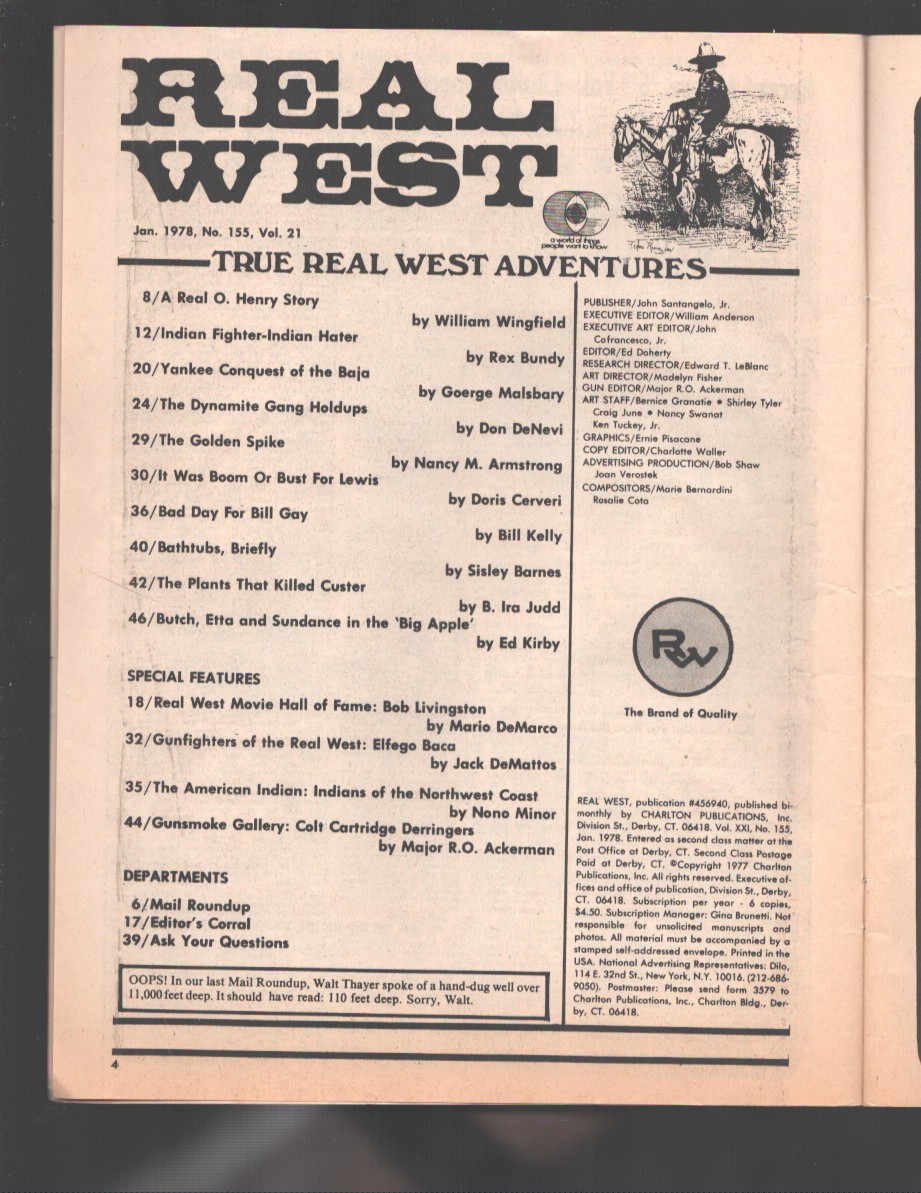 REAL
WEST
a world of things
people want to know
Jan. 1978, No. 155, Vol. 21
TRUE REAL WEST ADVENTURES
8/A Real O. Henry Story
by William Wingfield
12/Indian Fighter-Indian Hater
by Rex Bundy
20/Yankee Conquest of the Baja
by Goerge Malsbary
24/The Dynamite Gang Holdups
by Don DeNevi
29/The Golden Spike
by Nancy M. Armstrong
30/It Was Boom Or Bust For Lewis
by Doris Cerveri
36/Bad Day For Bill Gay
by Bill Kelly
40/Bathtubs, Briefly
by Sisley Barnes
42/The Plants That Killed Custer
by B. Ira Judd
46/Butch, Etta and Sundance in the 'Big Apple'
by Ed Kirby
SPECIAL FEATURES
18/Real West Movie Hall of Fame: Bob Livingston
by Mario DeMarco
32/Gunfighters of the Real West: Elfego Baca
by Jack DeMattos
35/The American Indian: Indians of the Northwest Coast
by Nono Minor
44/Gunsmoke Gallery: Colt Cartridge Derringers
by Major R.O. Ackerman
DEPARTMENTS
6/Mail Roundup
17/Editor's Corral
39/Ask Your Questions
OOPS! In our last Mail Roundup, Walt Thayer spoke of a hand-dug well over
11,000 feet deep. It should have read: 110 feet deep. Sorry, Walt.
PUBLISHER/John Santangelo, Jr.
EXECUTIVE EDITOR/William Anderson
EXECUTIVE ART EDITOR/John
Cofrancesco, Jr.
EDITOR/Ed Doherty
RESEARCH DIRECTOR/Edward T. LeBlanc
ART DIRECTOR/Madelyn Fisher
GUN EDITOR/Major R.O. Ackerman
ART STAFF/Bernice Granatie • Shirley Tyler
Craig June • Nancy Swanat
Ken Tuckey, Jr.
GRAPHICS/Ernie Pisacane
COPY EDITOR/Charlotte Waller
ADVERTISING PRODUCTION/Bob Shaw
Joan Verostek
COMPOSITORS/Marie Bernardini
Rosalie Cota
RW
The Brand of Quality
REAL WEST, publication #456940, published bi-
monthly by CHARLTON PUBLICATIONS, Inc.
Division St., Derby, CT. 06418. Vol. XXI, No. 155,
Jan. 1978. Entered as second class matter at the
Post Office at Derby, CT. Second Class Postage
Paid at Derby, CT. ©Copyright 1977 Charlton
Publications, Inc. All rights reserved. Executive of-
fices and office of publication, Division St., Derby,
CT. 06418. Subscription per year - 6 copies,
$4.50. Subscription Manager: Gina Brunetti. Not
responsible for unsolicited manuscripts and
photos. All material must be accompanied by a
stamped self-addressed envelope. Printed in the
USA. National Advertising Representatives: Dilo,
114 E. 32nd St., New York, N.Y. 10016. (212-686-
9050). Postmaster: Please send form 3579 to
Charlton Publications, Inc., Charlton Bldg., Der-
by, CT. 06418.
4